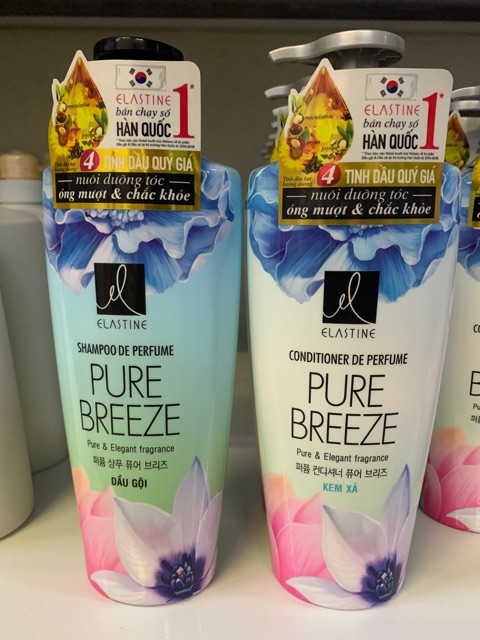 ELASTINE
bán chạy số
1*
HÀN QUỐC
4 TINH DẦU QUÝ GIÁ
nuôi dưỡng tóc
óng mượt & chắc khỏe
el
ELASTINE
SHAMPOO DE PERFUME
PURE
BREEZE
Pure & Elegant fragrance
퍼퓸 샴푸 퓨어 브리즈
DẦU GỘI
macadamia
ELASTINE
bán chạy số
1*
HÀN QUỐC
4 TINH DẦU QUÝ GIÁ
nuôi dưỡng tóc
óng mượt & chắc khỏe
el
ELASTINE
CONDITIONER DE PERFUME
PURE
BREEZE
Pure & Elegant fragrance
퍼퓸 컨디셔너 퓨어 브리즈
KEM XẢ